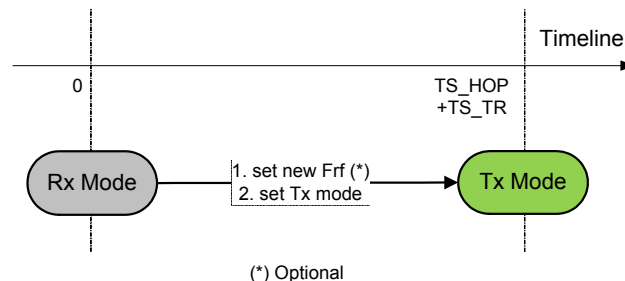 Timeline
0
TS_HOP
+TS_TR
Rx Mode
1. set new Frf (*)
2. set Tx mode
Tx Mode
(*) Optional